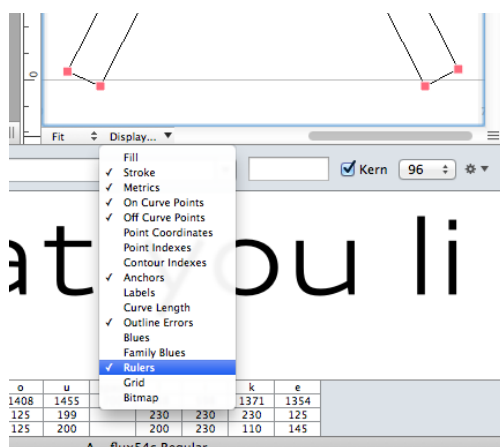 0
Fit Display...
Fill
✓ Stroke
✓ Metrics
✓ On Curve Points
✓ Off Curve Points
Point Coordinates
Point Indexes
Contour Indexes
✓ Anchors
Labels
Curve Length
✓ Outline Errors
Blues
Family Blues
✓ Rulers
Grid
Bitmap
Kern 96
at you li
o u k e
1408 1455 1371 1354
125 199 230 230 230 125
125 200 200 230 110 145
flux54c Regular